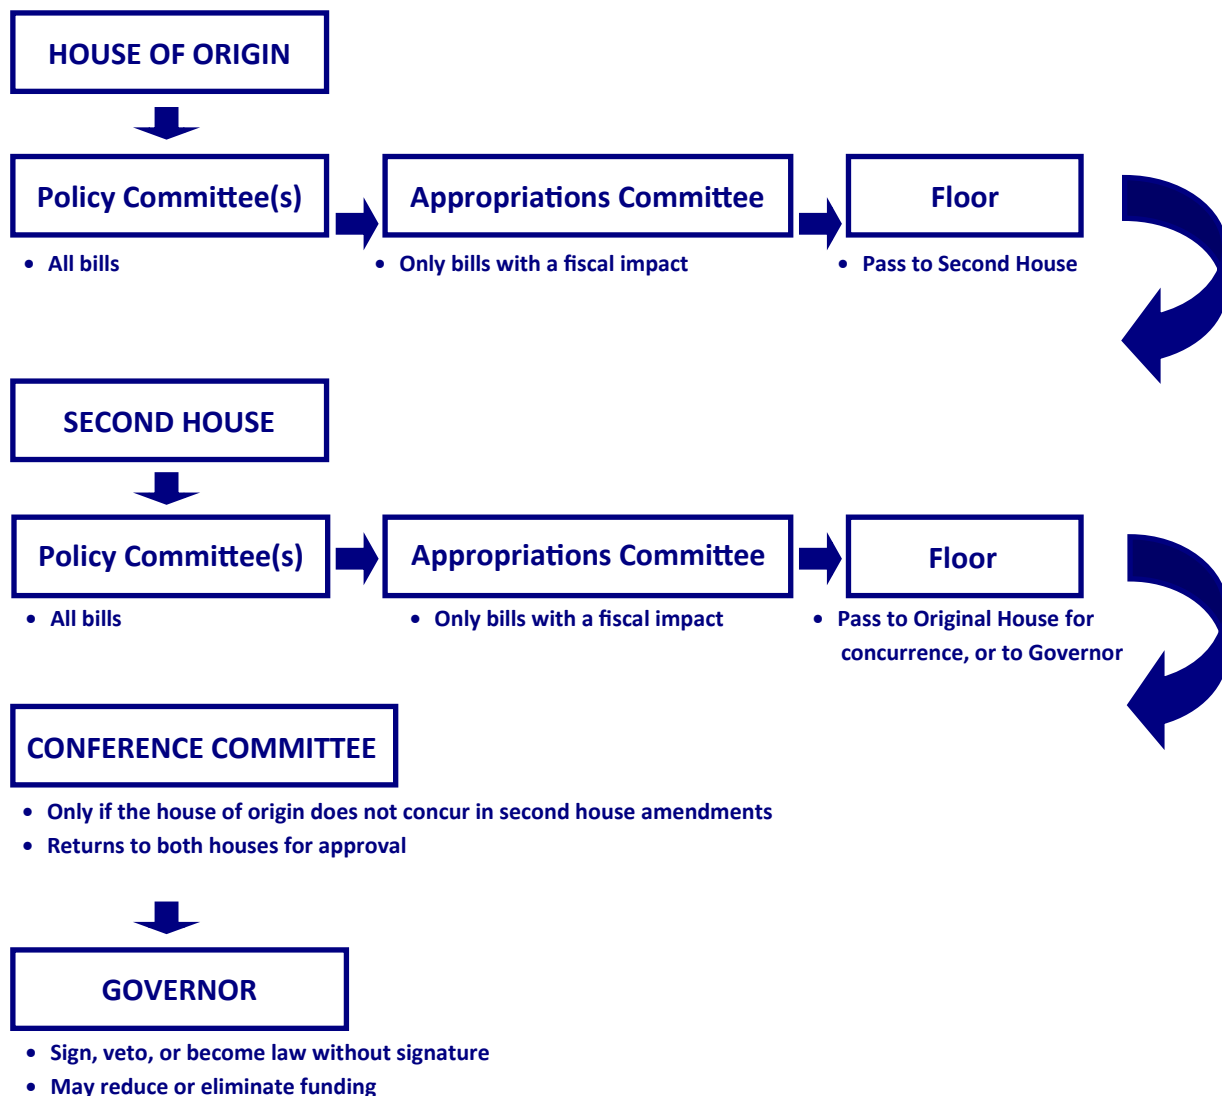 HOUSE OF ORIGIN
Policy Committee(s)
• All bills
Appropriations Committee
• Only bills with a fiscal impact
Floor
• Pass to Second House
SECOND HOUSE
Policy Committee(s)
• All bills
Appropriations Committee
• Only bills with a fiscal impact
Floor
• Pass to Original House for
concurrence, or to Governor
CONFERENCE COMMITTEE
• Only if the house of origin does not concur in second house amendments
• Returns to both houses for approval
GOVERNOR
• Sign, veto, or become law without signature
• May reduce or eliminate funding